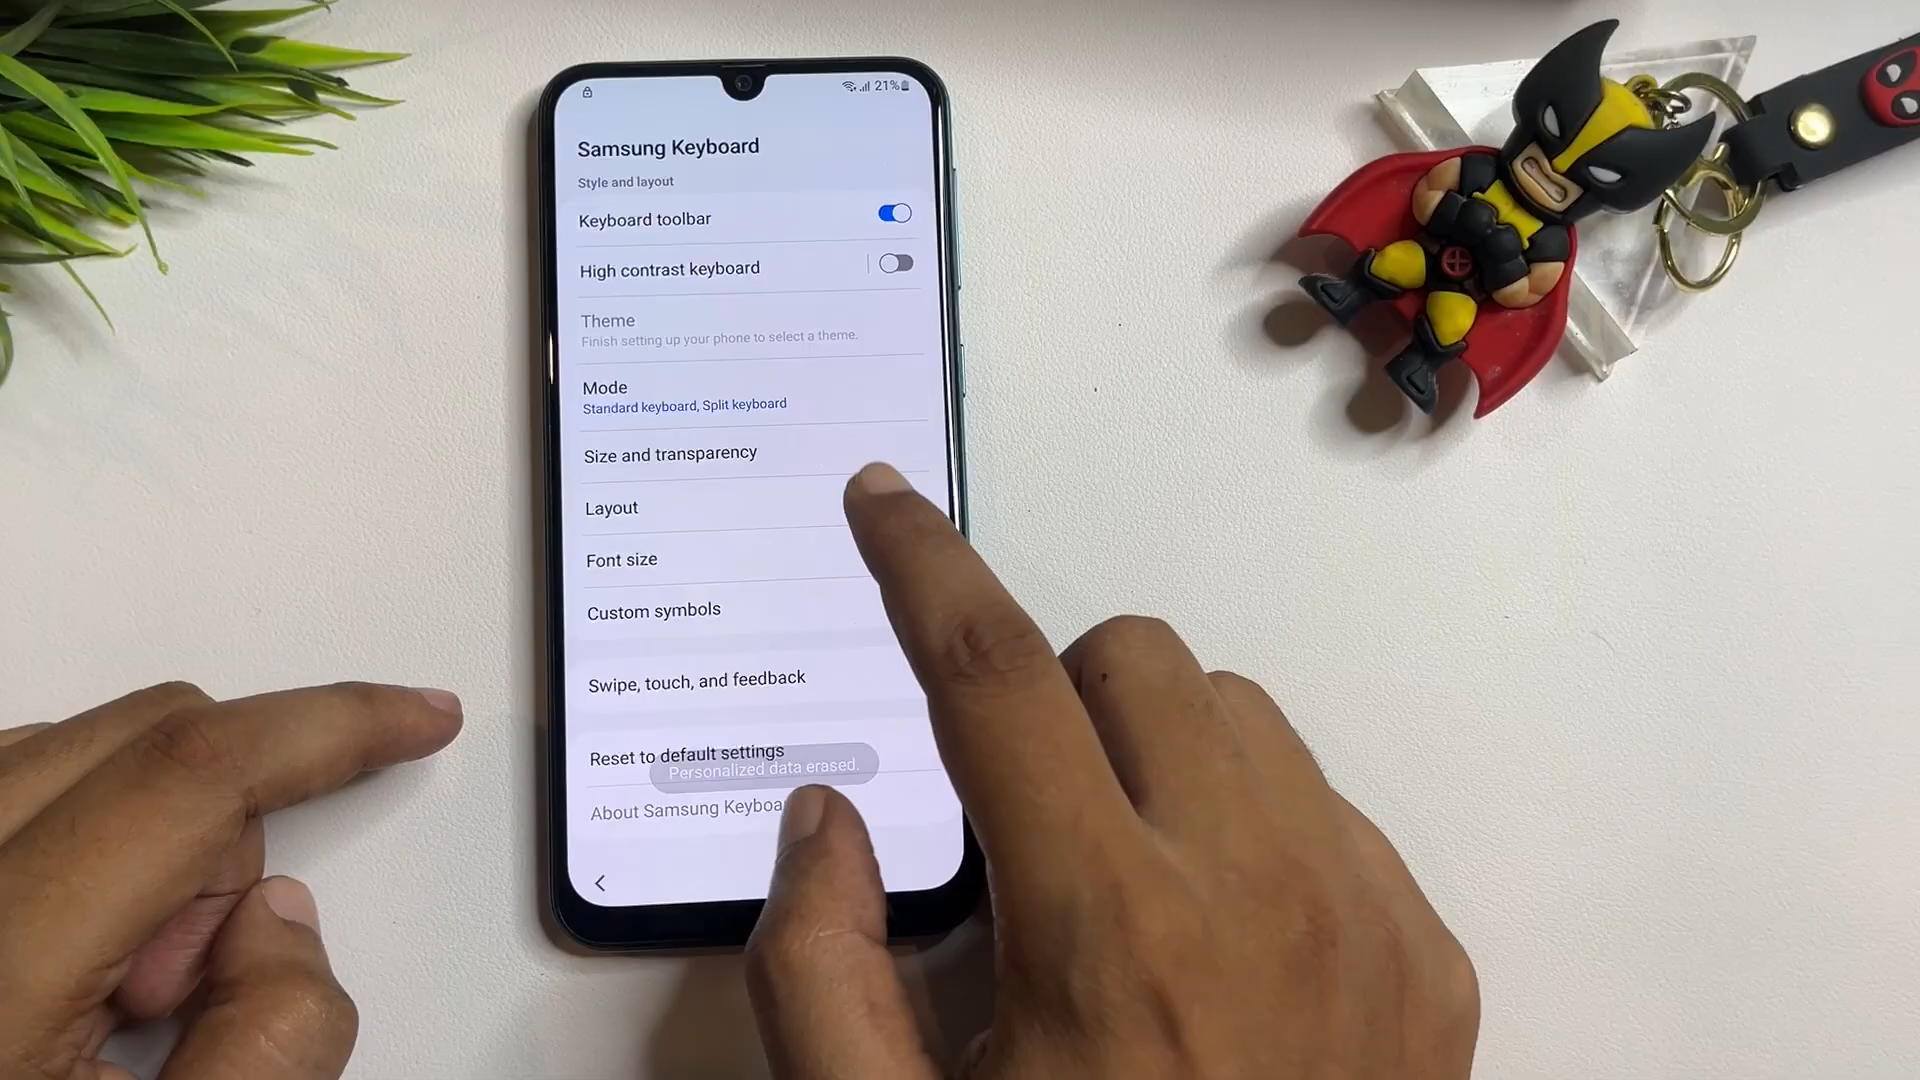 21%
Samsung Keyboard
Style and layout
Keyboard toolbar
High contrast keyboard
Theme
Finish setting up your phone to select a theme.
Mode
Standard keyboard, Split keyboard
Size and transparency
Layout
Font size
Custom symbols
Swipe, touch, and feedback
Reset to default settings
Personalized data erased.
About Samsung Keyboa